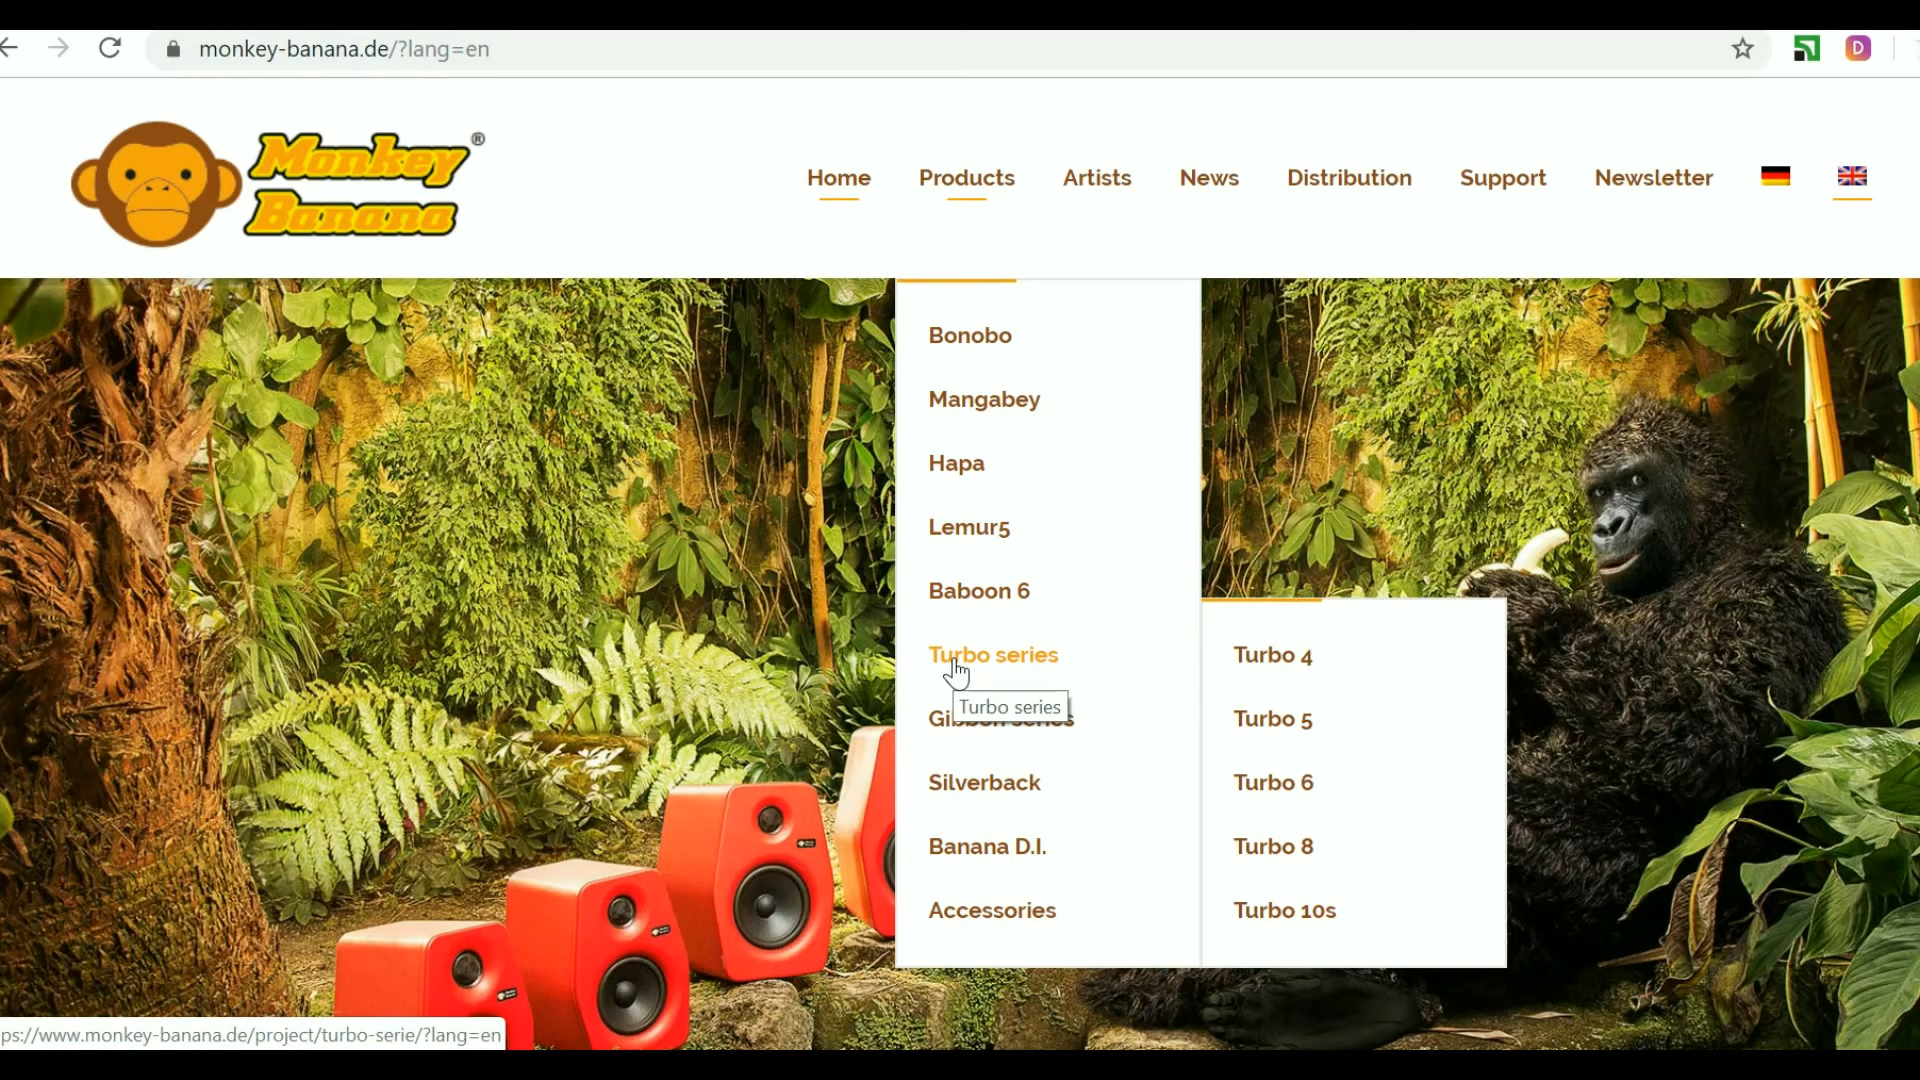 monkey-banana.de/?lang=en
D
Monkey
Banana
®
Home
Products
Artists
News
Distribution
Support
Newsletter
Bonobo
Mangabey
Hapa
Lemur5
Baboon 6
Turbo series
Turbo series
Gibbon series
Silverback
Banana D.I.
Accessories
Turbo 4
Turbo 5
Turbo 6
Turbo 8
Turbo 10s
ps://www.monkey-banana.de/project/turbo-serie/?lang=en